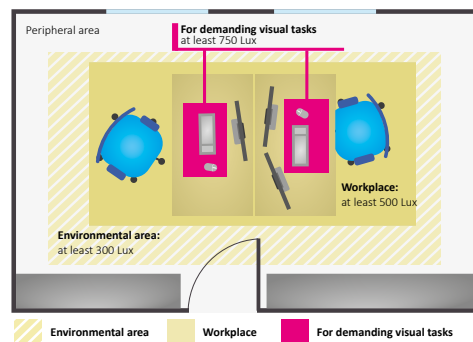 Peripheral area
For demanding visual tasks
at least 750 Lux
Workplace:
at least 500 Lux
Environmental area:
at least 300 Lux
Environmental area
Workplace
For demanding visual tasks